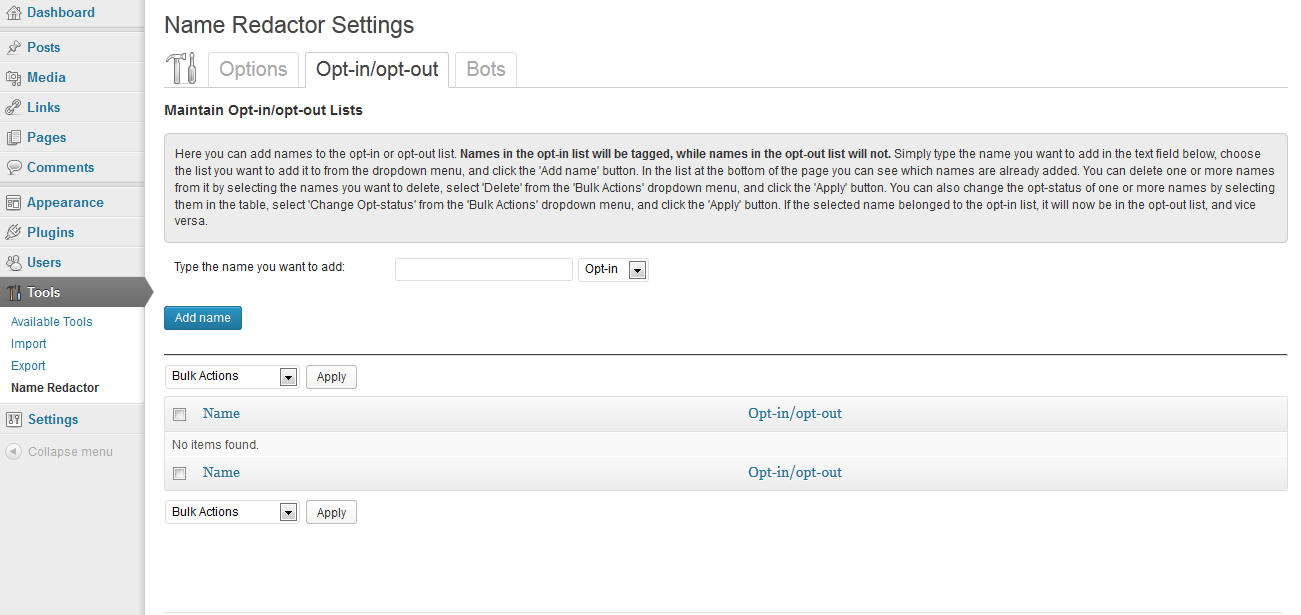 Dashboard
Posts
Media
Links
Pages
Comments
Appearance
Plugins
Users
Tools
Available Tools
Import
Export
Name Redactor
Settings
Collapse menu
Name Redactor Settings
Options Opt-in/opt-out Bots
Maintain Opt-in/opt-out Lists
Here you can add names to the opt-in or opt-out list. Names in the opt-in list will be tagged, while names in the opt-out list will not. Simply type the name you want to add in the text field below, choose
the list you want to add it to from the dropdown menu, and click the 'Add name' button. In the list at the bottom of the page you can see which names are already added. You can delete one or more names
from it by selecting the names you want to delete, select 'Delete' from the 'Bulk Actions' dropdown menu, and click the 'Apply' button. You can also change the opt-status of one or more names by selecting
them in the table, select 'Change Opt-status' from the 'Bulk Actions' dropdown menu, and click the 'Apply' button. If the selected name belonged to the opt-in list, it will now be in the opt-out list, and vice
versa.
Type the name you want to add: Opt-in
Add name
Bulk Actions Apply
Name Opt-in/opt-out
No items found.
Name Opt-in/opt-out
Bulk Actions Apply